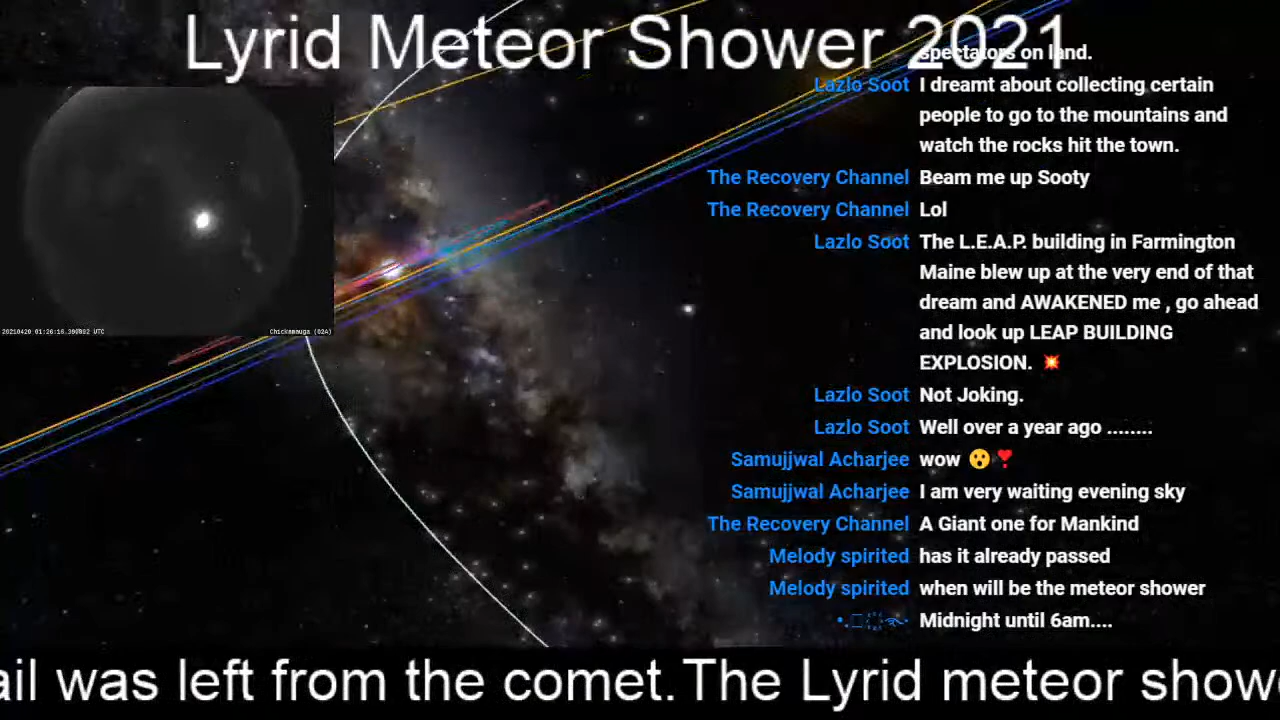 Lyrid Meteor Shower 2021
spectators on land.
Lazlo Soot I dreamt about collecting certain
people to go to the mountains and
watch the rocks hit the town.
The Recovery Channel Beam me up Sooty
The Recovery Channel Lol
Lazlo Soot The L.E.A.P. building in Farmington
Maine blew up at the very end of that
dream and AWAKENED me , go ahead
and look up LEAP BUILDING
EXPLOSION. 💥
Lazlo Soot Not Joking.
Lazlo Soot Well over a year ago ........
Samujjwal Acharjee wow 😮❣️
Samujjwal Acharjee I am very waiting evening sky
The Recovery Channel A Giant one for Mankind
Melody spirited has it already passed
Melody spirited when will be the meteor shower
Midnight until 6am....
UTC
Chickamauga (02A)
ail was left from the comet.The Lyrid meteor showe